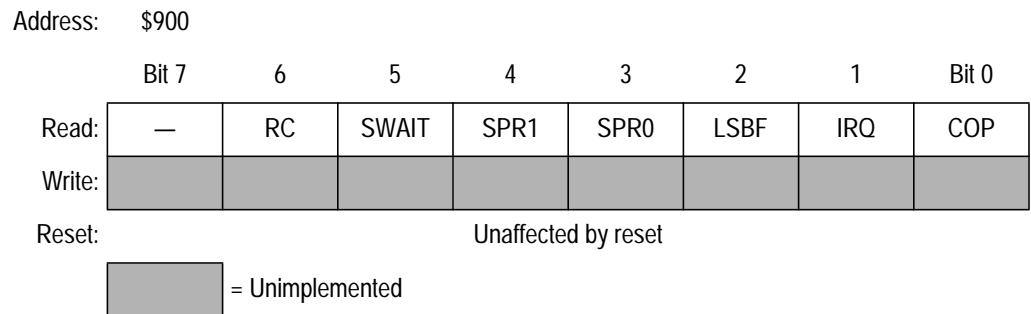 Address: $900
Bit 7 6 5 4 3 2 1 Bit 0
Read: — RC SWAIT SPR1 SPR0 LSBF IRQ COP
Write:
Reset: Unaffected by reset
= Unimplemented